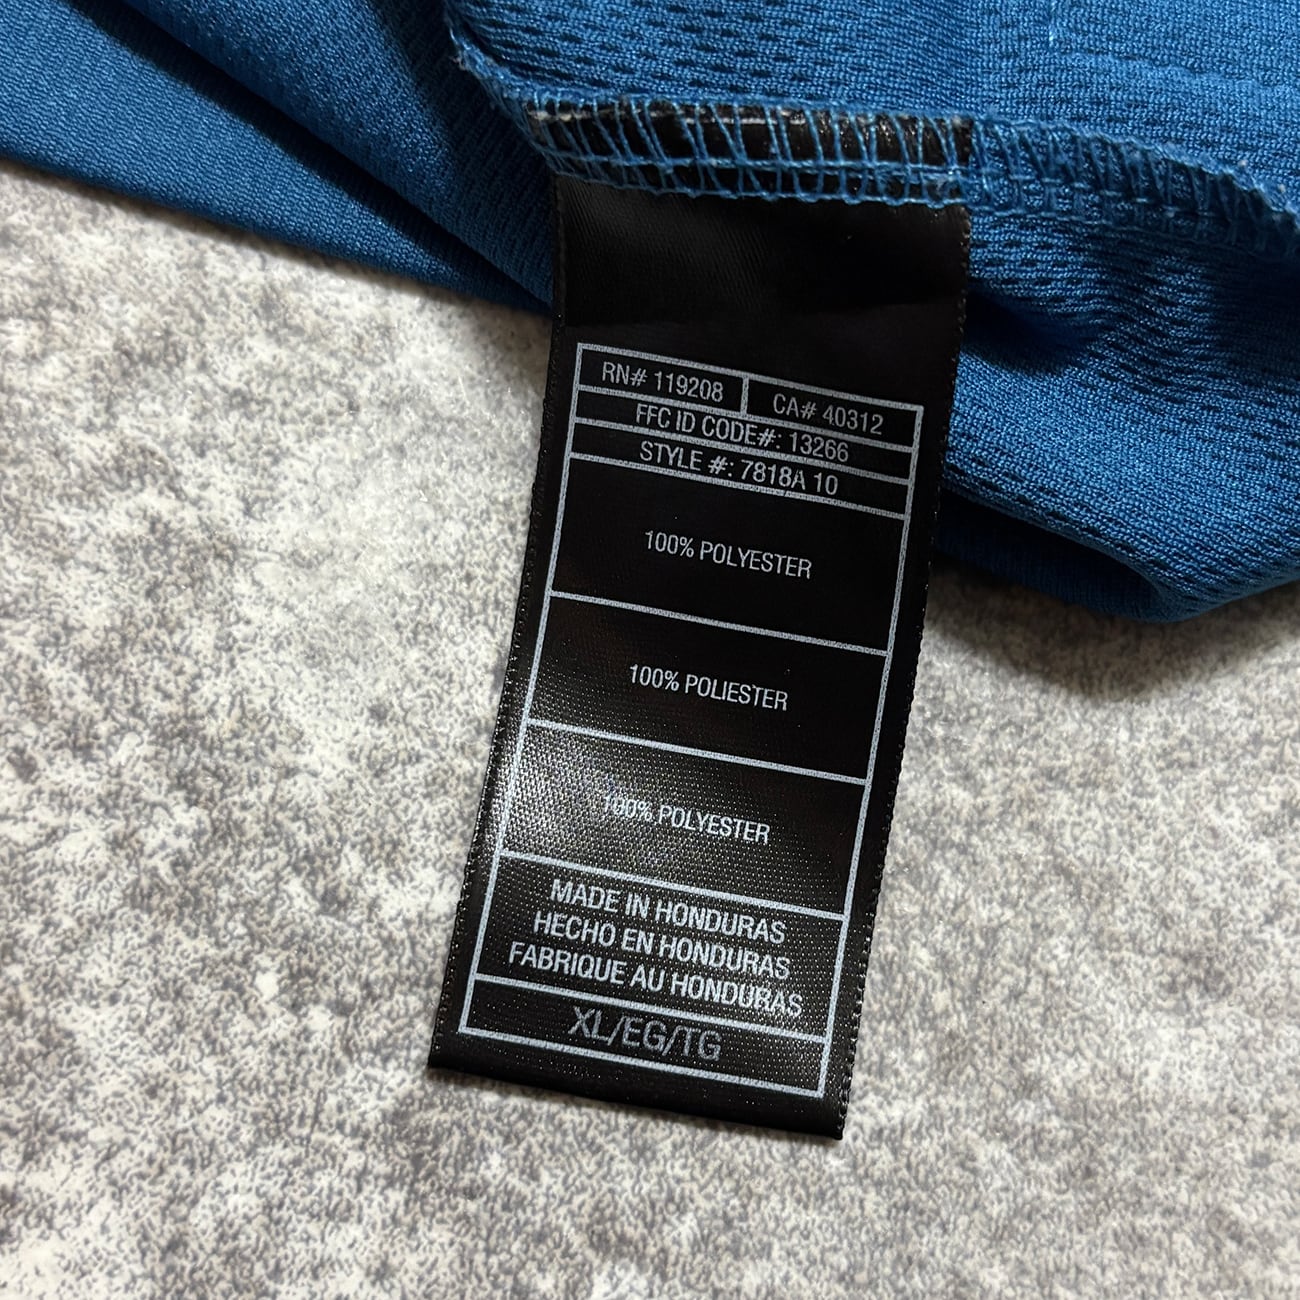 RN# 119208 CA# 40312
FFC ID CODE#: 13266
STYLE #: 7818A 10
100% POLYESTER
100% POLIESTER
100% POLYESTER
MADE IN HONDURAS
HECHO EN HONDURAS
FABRIQUE AU HONDURAS
XL/EG/TG